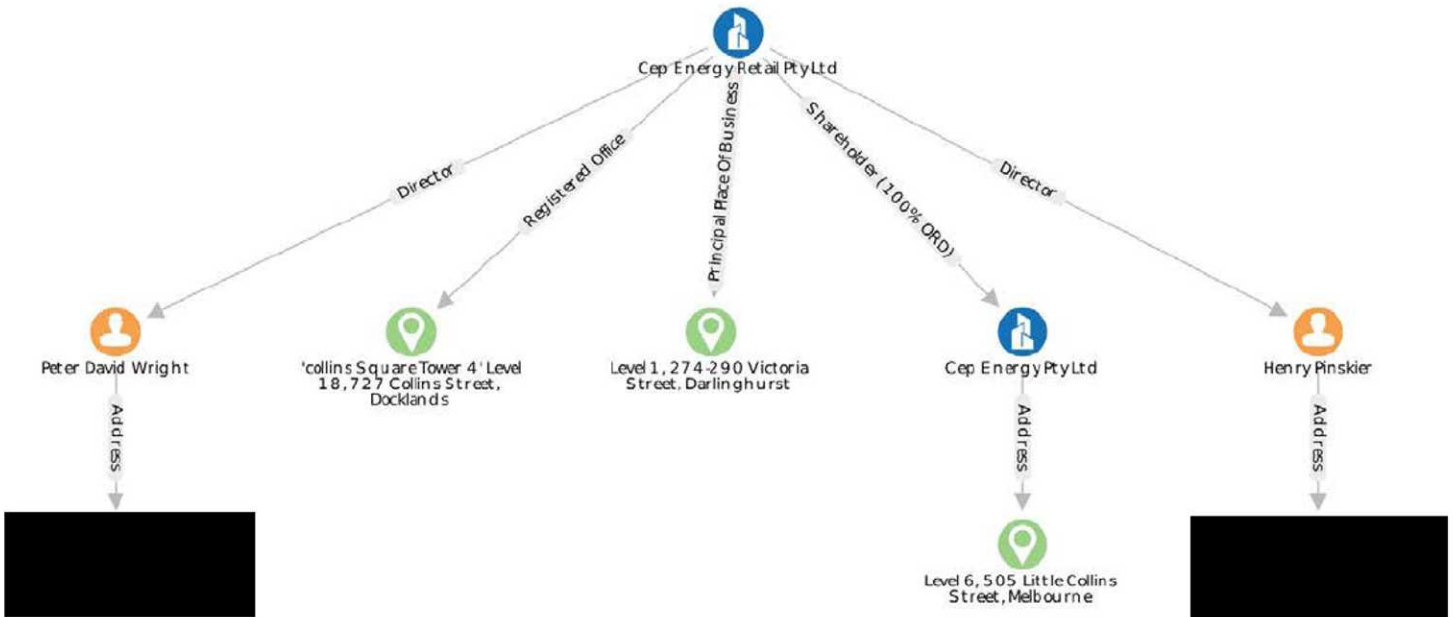 Cep Energy Retail Pty Ltd
Director
Registered Office
Principal Place Of Business
Shareholder (100% ORD)
Director
Peter David Wright
'collins Square Tower 4' Level
18, 727 Collins Street,
Docklands
Level 1, 274-290 Victoria
Street, Darlinghurst
Cep Energy Pty Ltd
Henry Pinskier
Address
Address
Address
Level 6, 505 Little Collins
Street, Melbourne